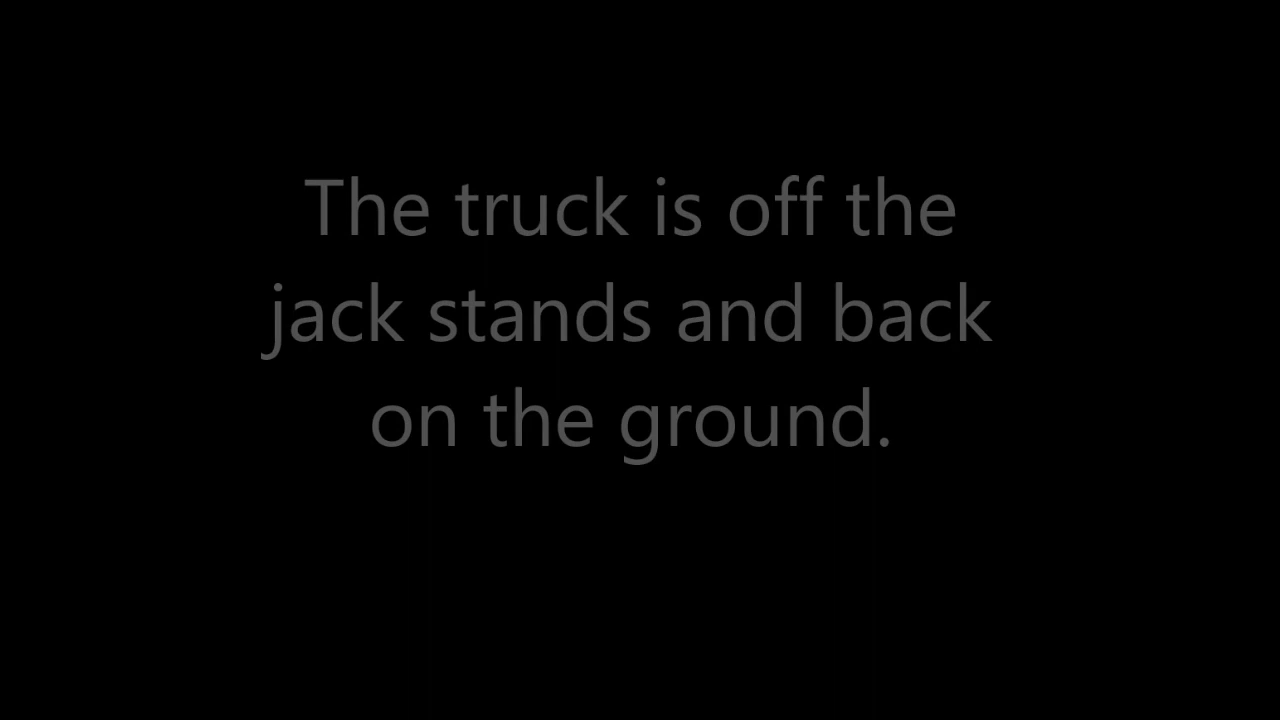 The truck is off the
jack stands and back
on the ground.